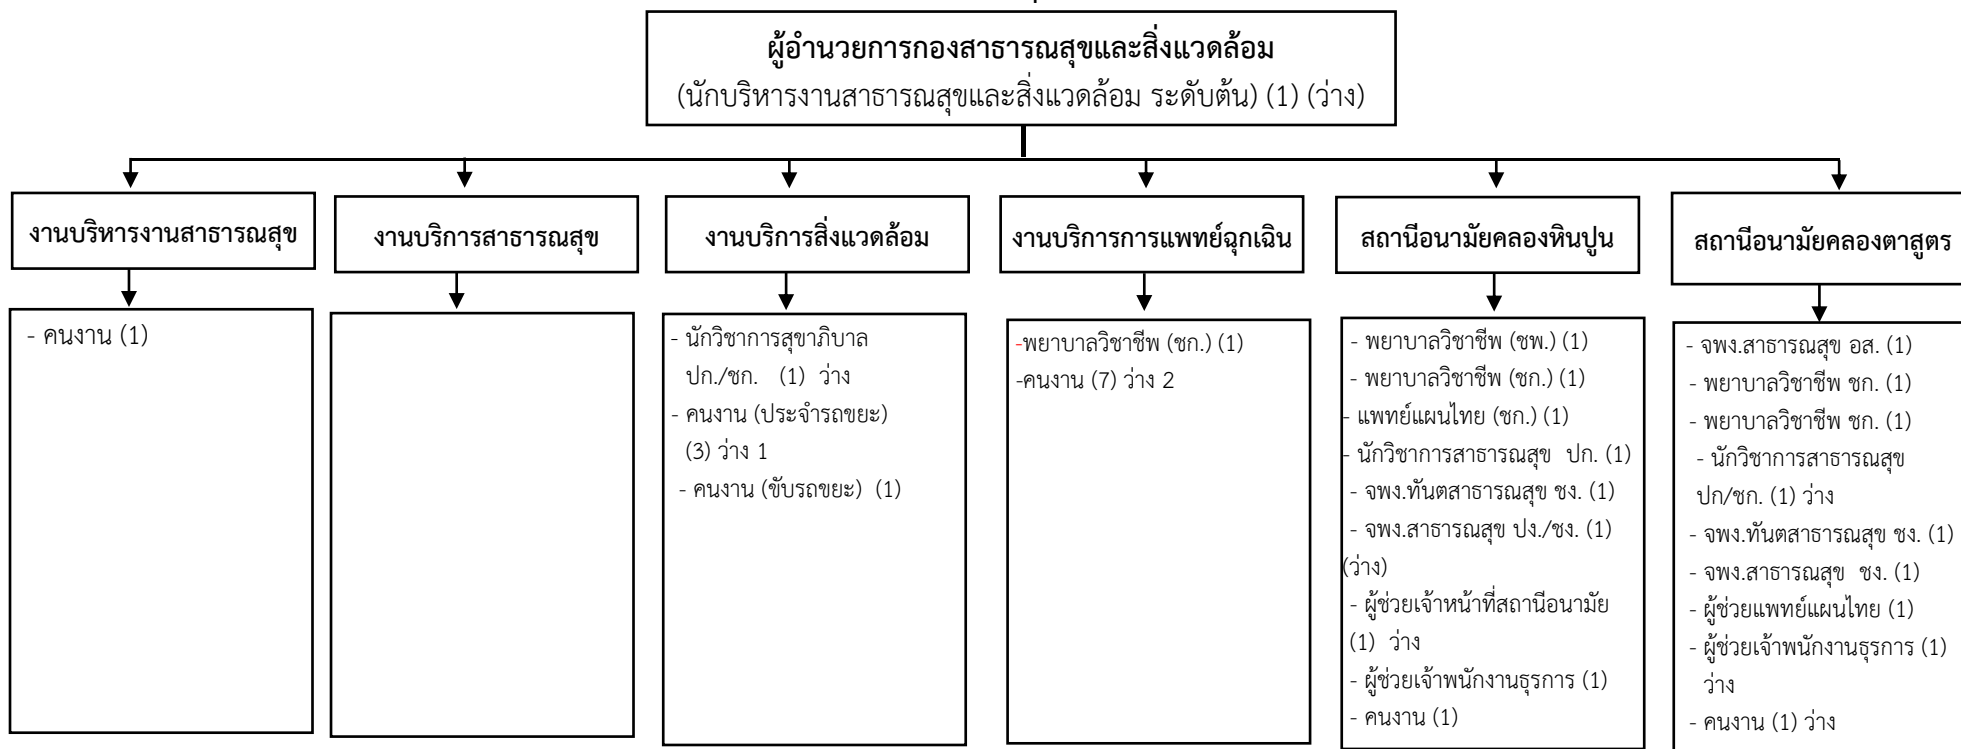 ผู้อำนวยการกองสาธารณสุขและสิ่งแวดล้อม
(นักบริหารงานสาธารณสุขและสิ่งแวดล้อม ระดับต้น) (1) (ว่าง)
งานบริหารงานสาธารณสุข
- คนงาน (1)
งานบริการสาธารณสุข
งานบริการสิ่งแวดล้อม
- นักวิชาการสุขาภิบาล
ปก./ชก. (1) ว่าง
- คนงาน (ประจำรถขยะ)
(3) ว่าง 1
- คนงาน (ขับรถขยะ) (1)
งานบริการการแพทย์ฉุกเฉิน
-พยาบาลวิชาชีพ (ชก.) (1)
-คนงาน (7) ว่าง 2
สถานีอนามัยคลองหินปูน
- พยาบาลวิชาชีพ (ชพ.) (1)
- พยาบาลวิชาชีพ (ชก.) (1)
- แพทย์แผนไทย (ชก.) (1)
- นักวิชาการสาธารณสุข ปก. (1)
- จพง.ทันตสาธารณสุข ชง. (1)
- จพง.สาธารณสุข ปง./ชง. (1)
(ว่าง)
- ผู้ช่วยเจ้าหน้าที่สถานีอนามัย
(1) ว่าง
- ผู้ช่วยเจ้าพนักงานธุรการ (1)
- คนงาน (1)
สถานีอนามัยคลองตาสูตร
- จพง.สาธารณสุข อส. (1)
- พยาบาลวิชาชีพ ชก. (1)
- พยาบาลวิชาชีพ ชก. (1)
- นักวิชาการสาธารณสุข
ปก/ชก. (1) ว่าง
- จพง.ทันตสาธารณสุข ชง. (1)
- จพง.สาธารณสุข ชง. (1)
- ผู้ช่วยแพทย์แผนไทย (1)
- ผู้ช่วยเจ้าพนักงานธุรการ (1)
ว่าง
- คนงาน (1) ว่าง